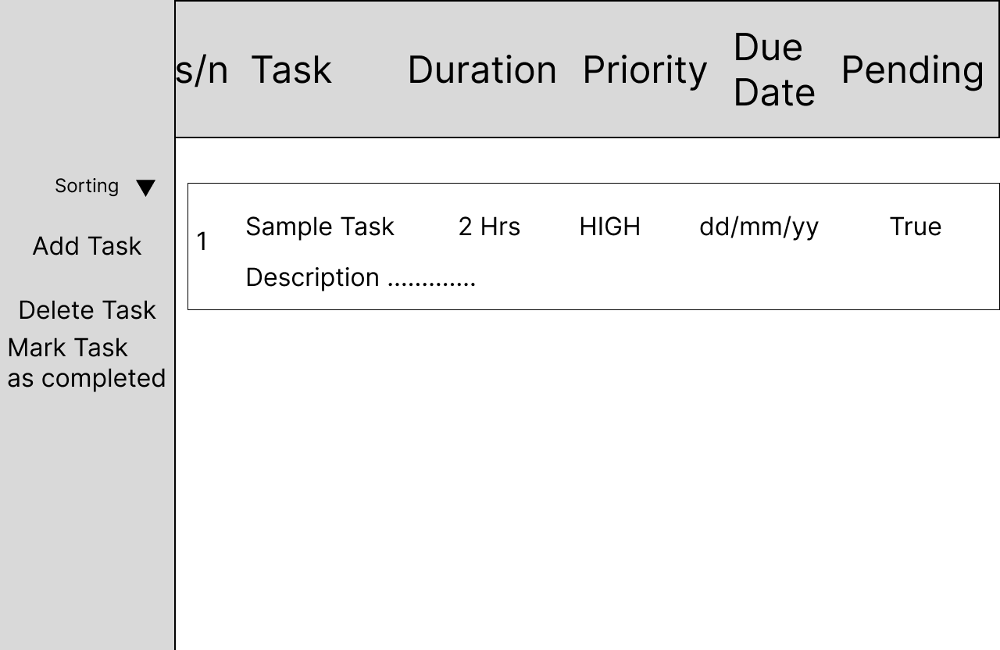 s/n Task Duration Priority Due Date Pending
Sorting ▼
Add Task
Delete Task
Mark Task
as completed
1 Sample Task 2 Hrs HIGH dd/mm/yy True
Description .............